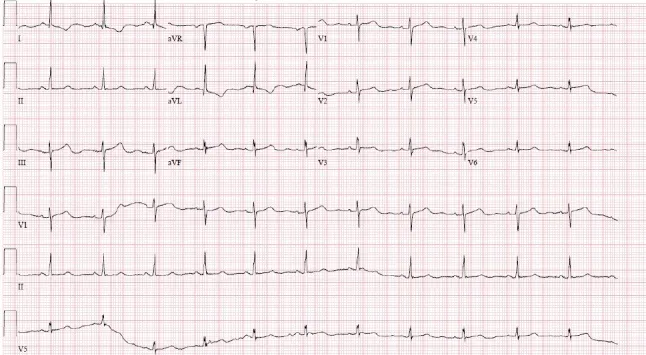 I aVR V1 V4
II aVL V2 V5
III aVF V3 V6
V1
II
V5